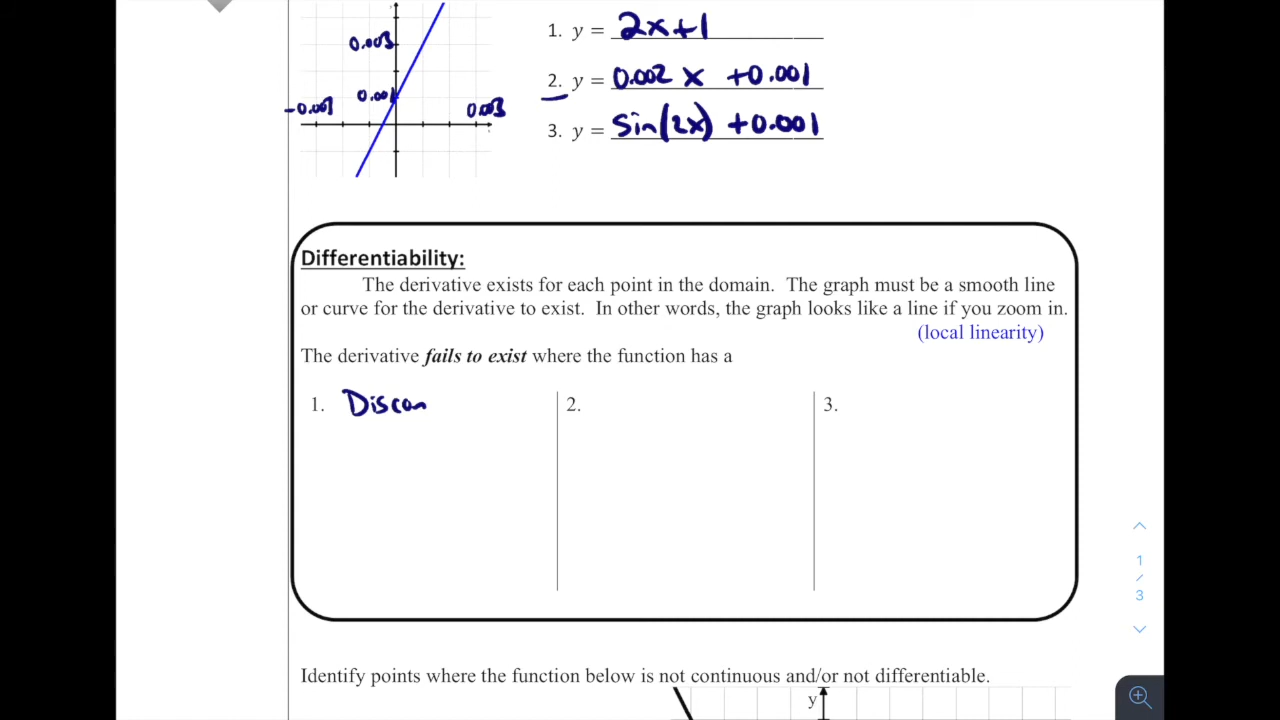 0.003
0.001
-0.003
0.003
1. y = 2x+1
2. y = 0.002 x +0.001
3. y = sin(2x) +0.001
Differentiability:
The derivative exists for each point in the domain. The graph must be a smooth line
or curve for the derivative to exist. In other words, the graph looks like a line if you zoom in.
(local linearity)
The derivative fails to exist where the function has a
1. Discon
2.
3.
1
/
3
Identify points where the function below is not continuous and/or not differentiable.
y